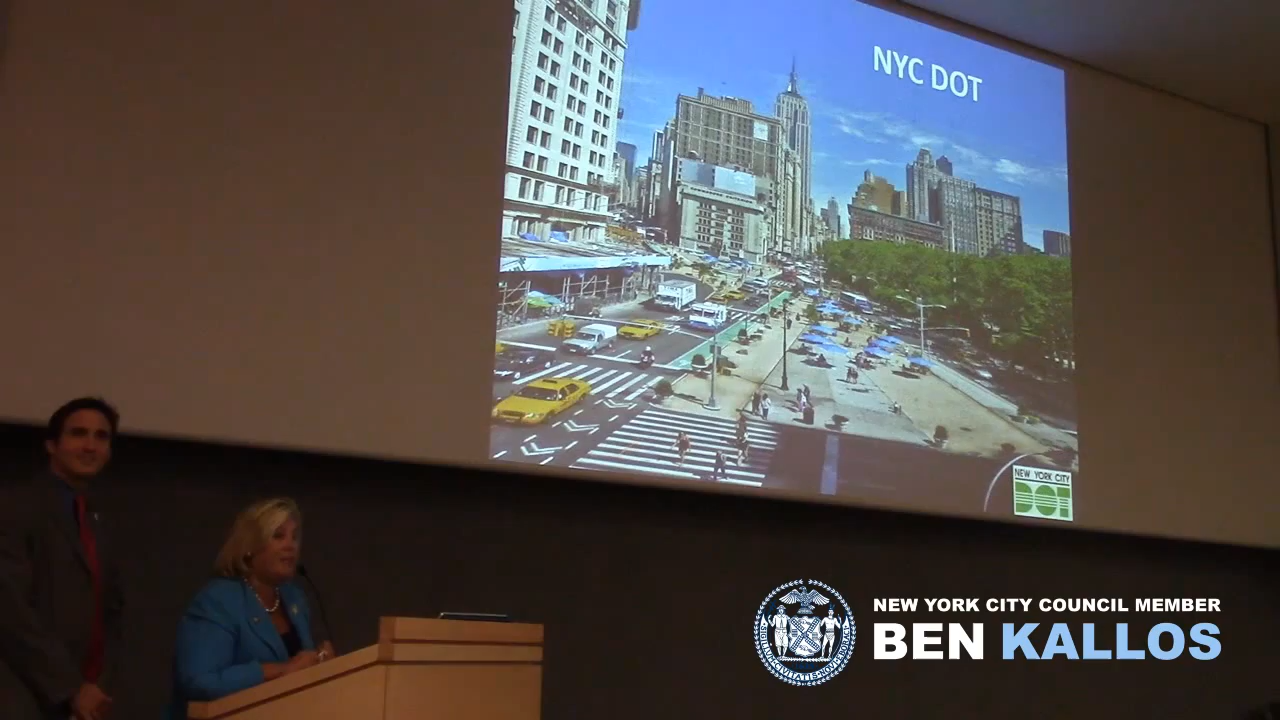 NYC DOT
NEW YORK CITY
DOT
NEW YORK CITY COUNCIL MEMBER
BEN KALLOS